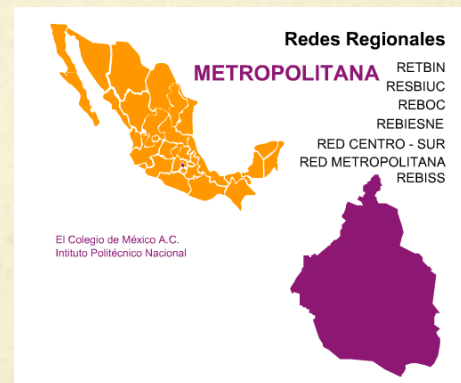 Redes Regionales
METROPOLITANA
RETBIN
RESBIUC
REBOC
REBIESNE
RED CENTRO - SUR
RED METROPOLITANA
REBISS
El Colegio de México A.C.
Intituto Politécnico Nacional